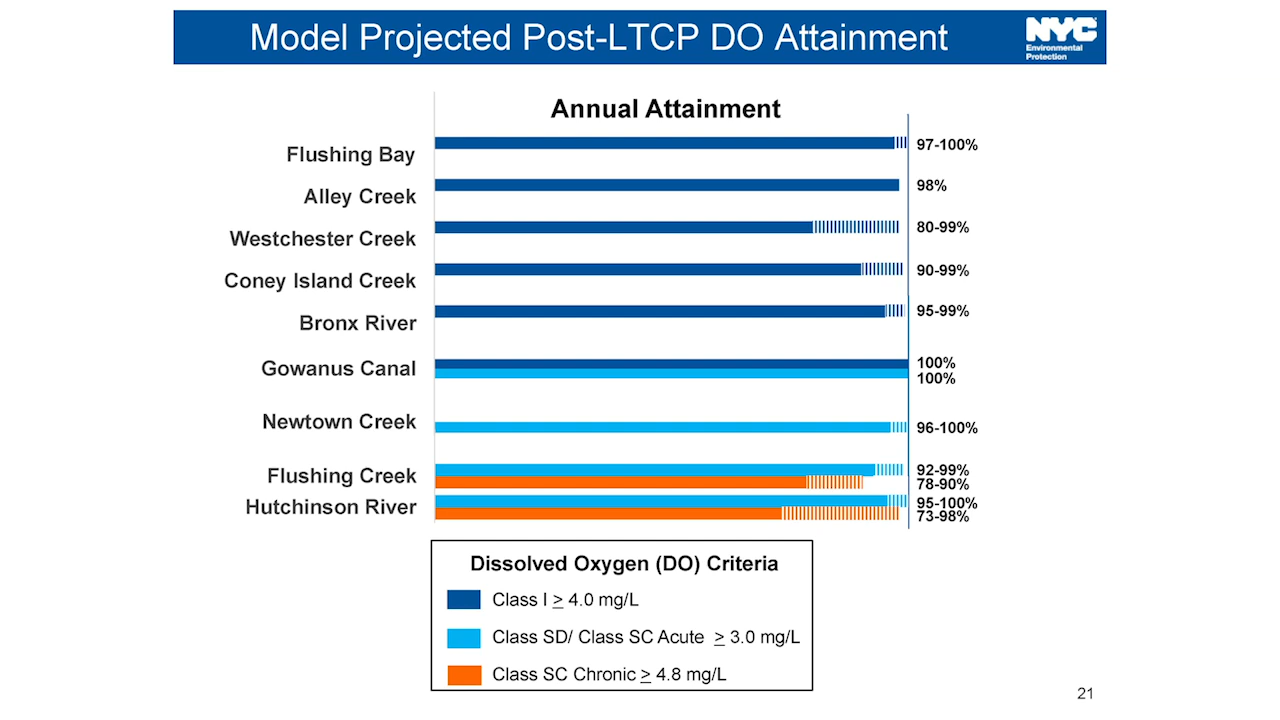 Model Projected Post-LTCP DO Attainment
NYC
Environmental
Protection
Annual Attainment
Flushing Bay
97-100%
Alley Creek
98%
Westchester Creek
80-99%
Coney Island Creek
90-99%
Bronx River
95-99%
Gowanus Canal
100%
100%
Newtown Creek
96-100%
Flushing Creek
92-99%
78-90%
Hutchinson River
95-100%
73-98%
Dissolved Oxygen (DO) Criteria
Class I ≥ 4.0 mg/L
Class SD/ Class SC Acute ≥ 3.0 mg/L
Class SC Chronic ≥ 4.8 mg/L
21